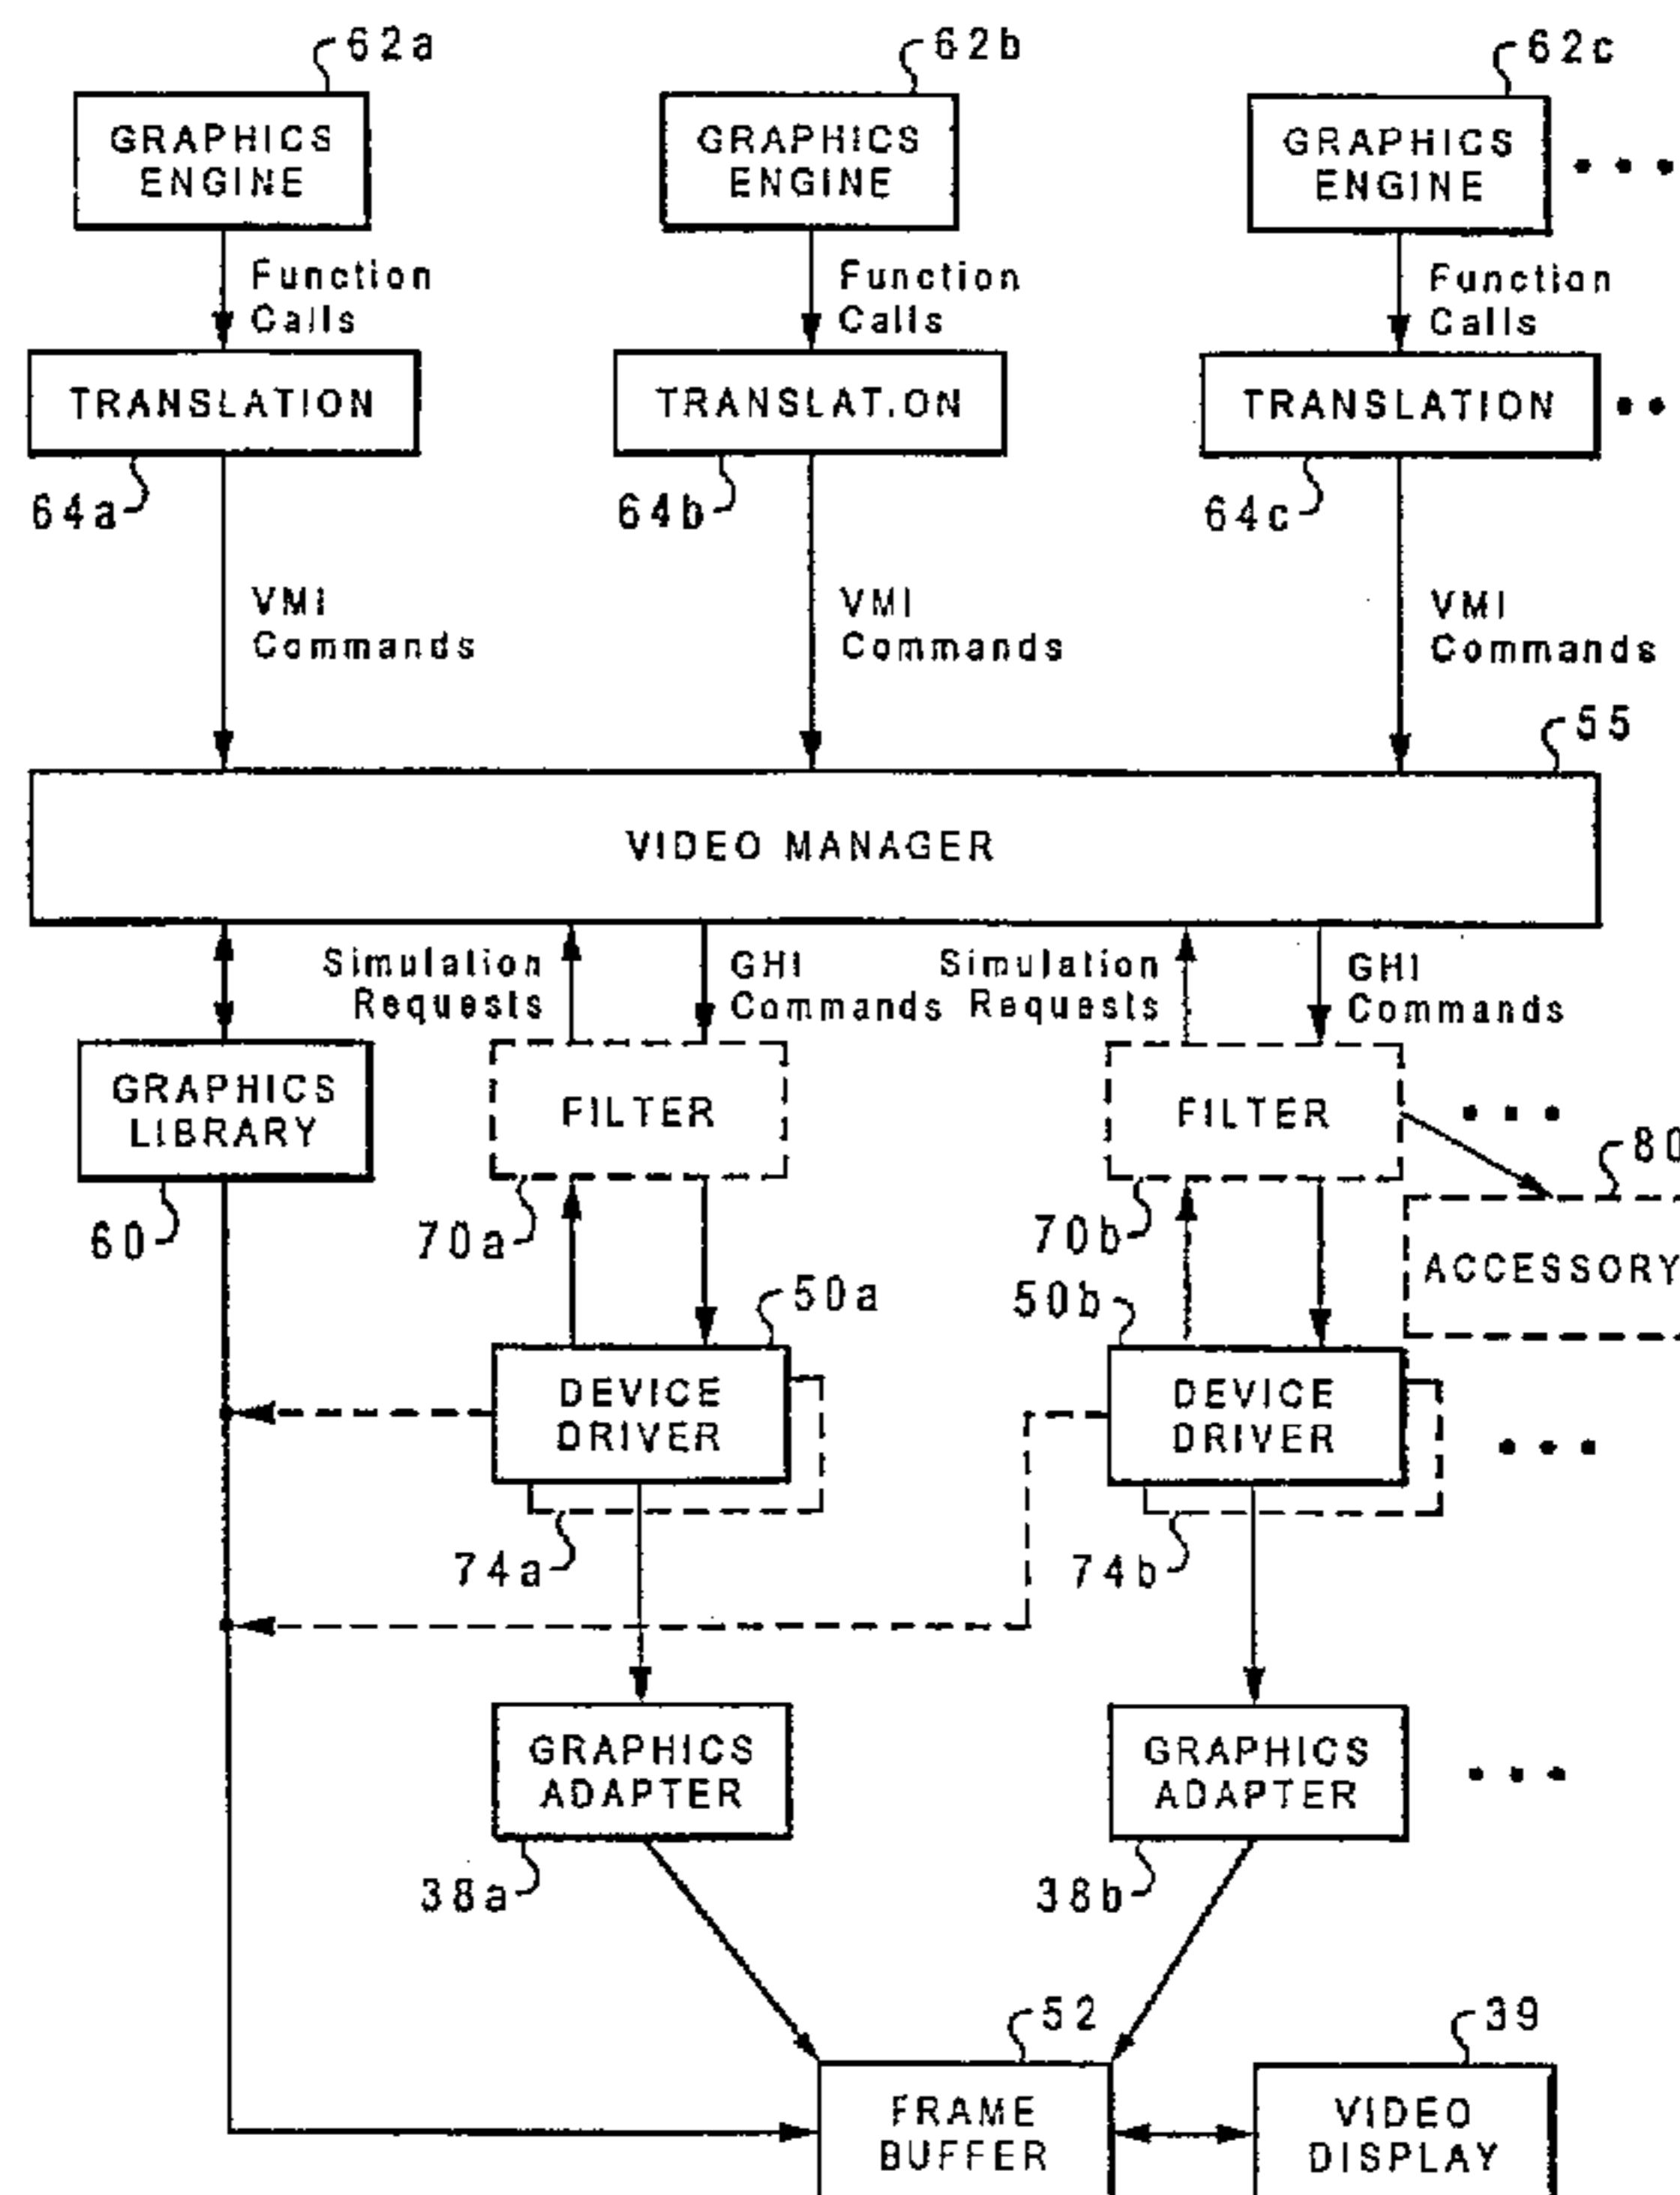 62a
62b
62c
GRAPHICS
ENGINE
GRAPHICS
ENGINE
GRAPHICS
ENGINE
Function
Calls
Function
Calls
Function
Calls
TRANSLATION
TRANSLAT.ON
TRANSLATION
64a
64b
64c
VMI
Commands
VMI
Commands
VMI
Commands
55
VIDEO MANAGER
Simulation
Requests
GHI
Commands
Simulation
Requests
GHI
Commands
GRAPHICS
LIBRARY
FILTER
FILTER
60
70a
70b
80
ACCESSORY
50a
50b
DEVICE
DRIVER
DEVICE
DRIVER
74a
74b
GRAPHICS
ADAPTER
GRAPHICS
ADAPTER
38a
38b
52
39
FRAME
BUFFER
VIDEO
DISPLAY